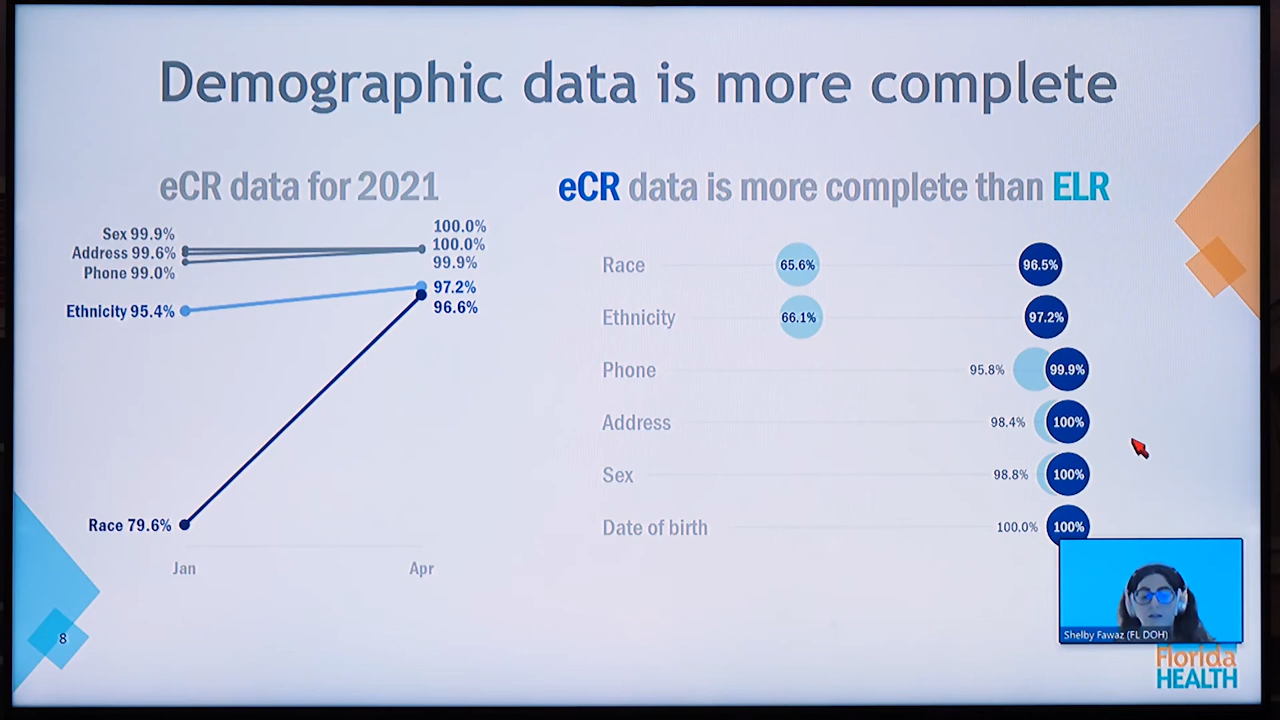 Demographic data is more complete
eCR data for 2021
Sex 99.9%
Address 99.6%
Phone 99.0%
Ethnicity 95.4%
Race 79.6%
100.0%
100.0%
99.9%
97.2%
96.6%
Jan Apr
eCR data is more complete than ELR
Race 65.6% 96.5%
Ethnicity 66.1% 97.2%
Phone 95.8% 99.9%
Address 98.4% 100%
Sex 98.8% 100%
Date of birth 100.0% 100%
8
Shelby Fawaz (FL DOH)
Florida
HEALTH